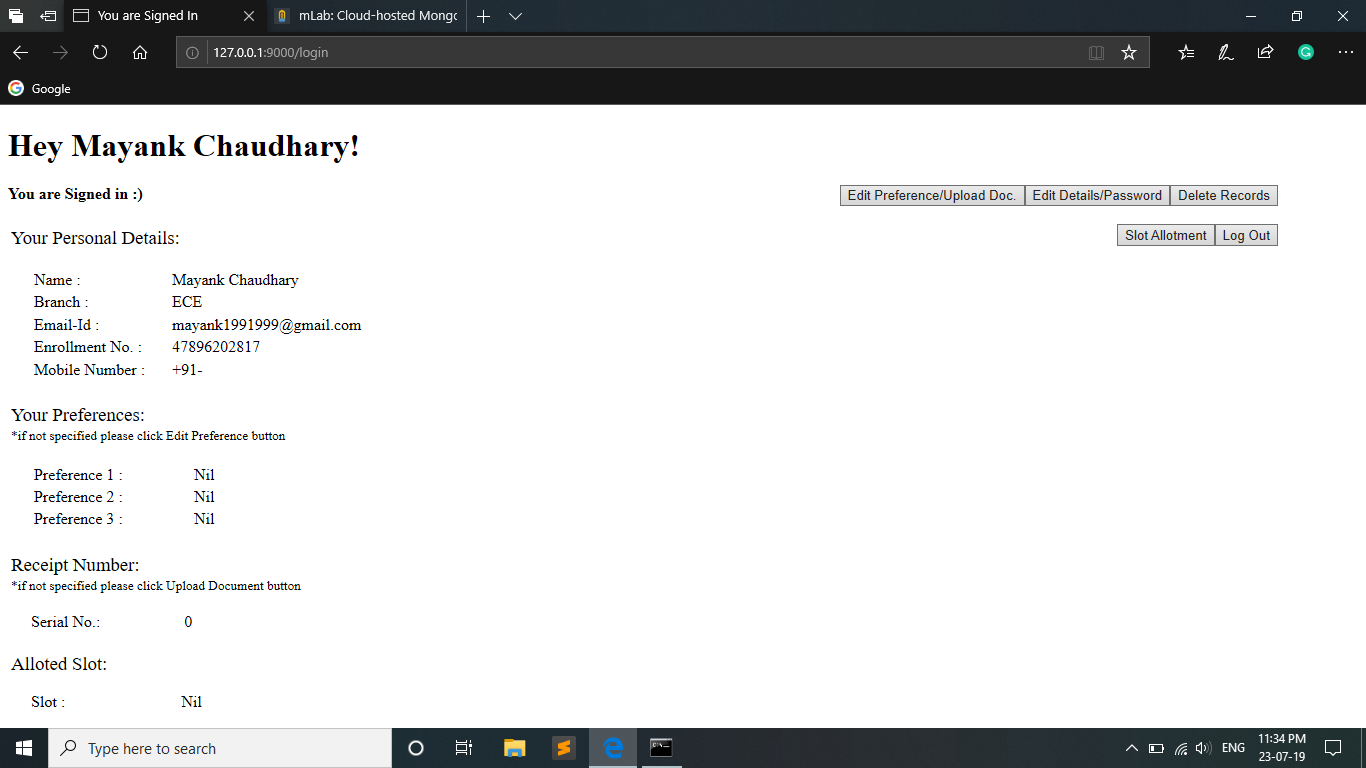 You are Signed In
mLab: Cloud-hosted Mongo
127.0.0.1:9000/login
Google
Hey Mayank Chaudhary!
You are Signed in :)
Edit Preference/Upload Doc. Edit Details/Password Delete Records
Slot Allotment Log Out
Your Personal Details:
Name : Mayank Chaudhary
Branch : ECE
Email-Id : mayank1991999@gmail.com
Enrollment No. : 47896202817
Mobile Number : +91-
Your Preferences:
*if not specified please click Edit Preference button
Preference 1 : Nil
Preference 2 : Nil
Preference 3 : Nil
Receipt Number:
*if not specified please click Upload Document button
Serial No.: 0
Alloted Slot:
Slot : Nil
Type here to search
ENG
11:34 PM
23-07-19